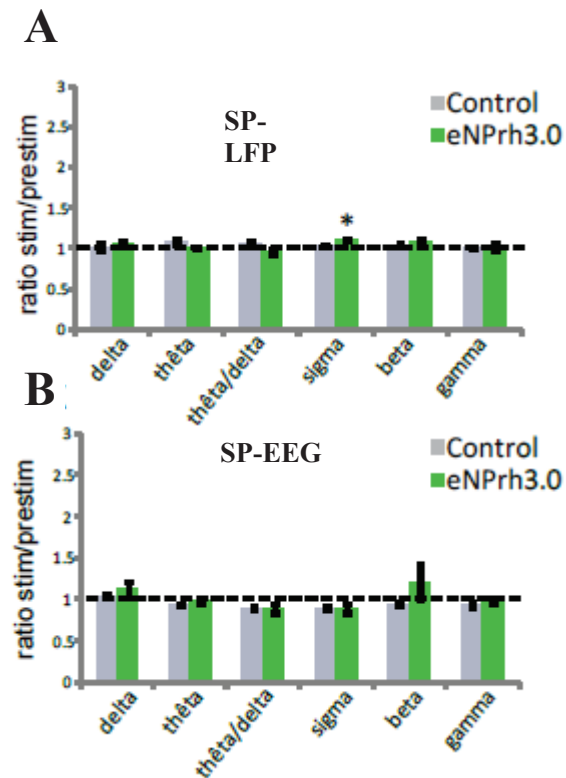 A
3
2.5
2
1.5
1
0.5
0
ratio stim/prestim
SP-
LFP
Control
eNPrh3.0
*
delta
thêta
thêta/delta
sigma
beta
gamma
B
3
2.5
2
1.5
1
0.5
0
ratio stim/prestim
SP-EEG
Control
eNPrh3.0
delta
thêta
thêta/delta
sigma
beta
gamma